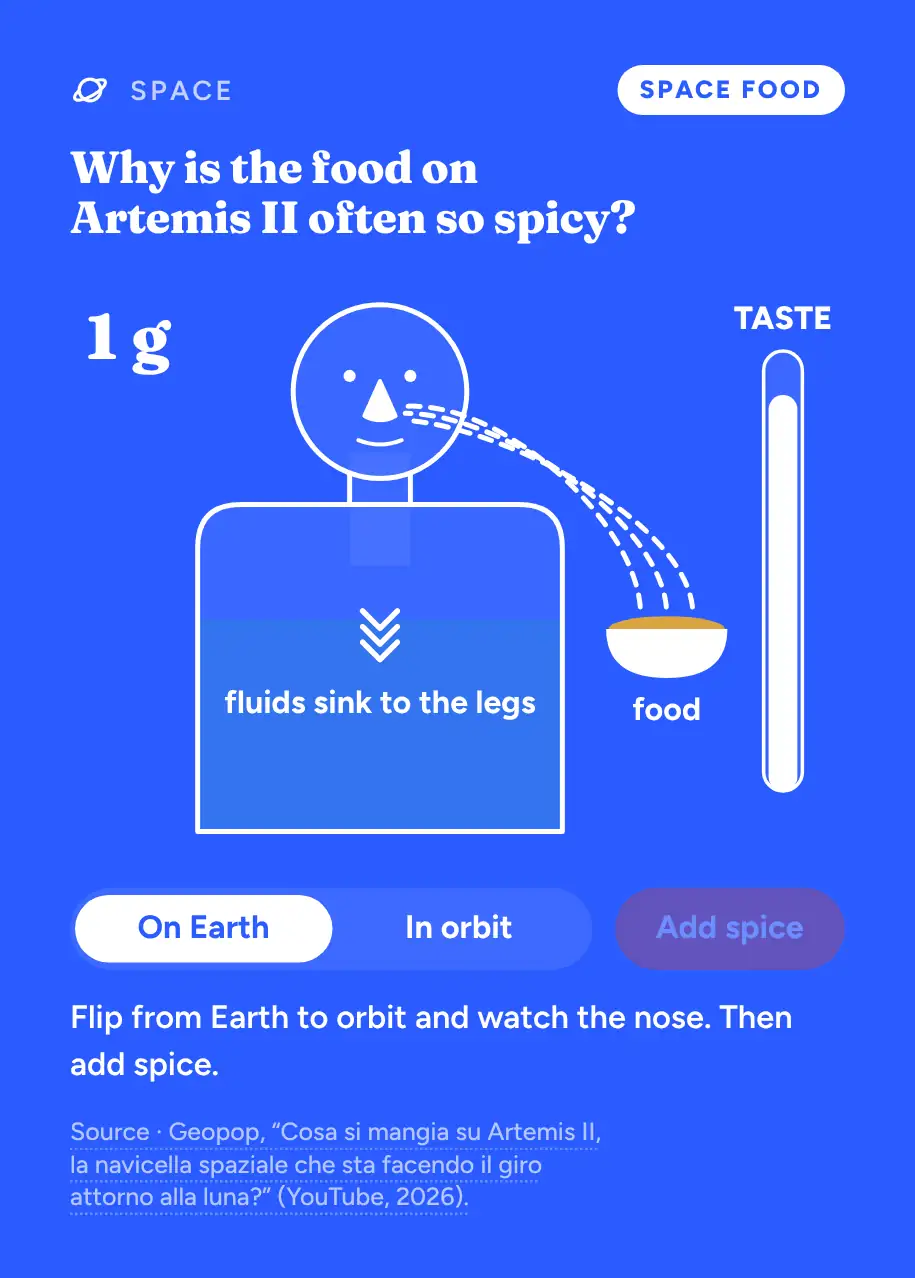 SPACE
SPACE FOOD
Why is the food on
Artemis II often so spicy?
1 g
TASTE
fluids sink to the legs
food
On Earth
In orbit
Add spice
Flip from Earth to orbit and watch the nose. Then
add spice.
Source · Geopop, “Cosa si mangia su Artemis II,
la navicella spaziale che sta facendo il giro
attorno alla luna?” (YouTube, 2026).